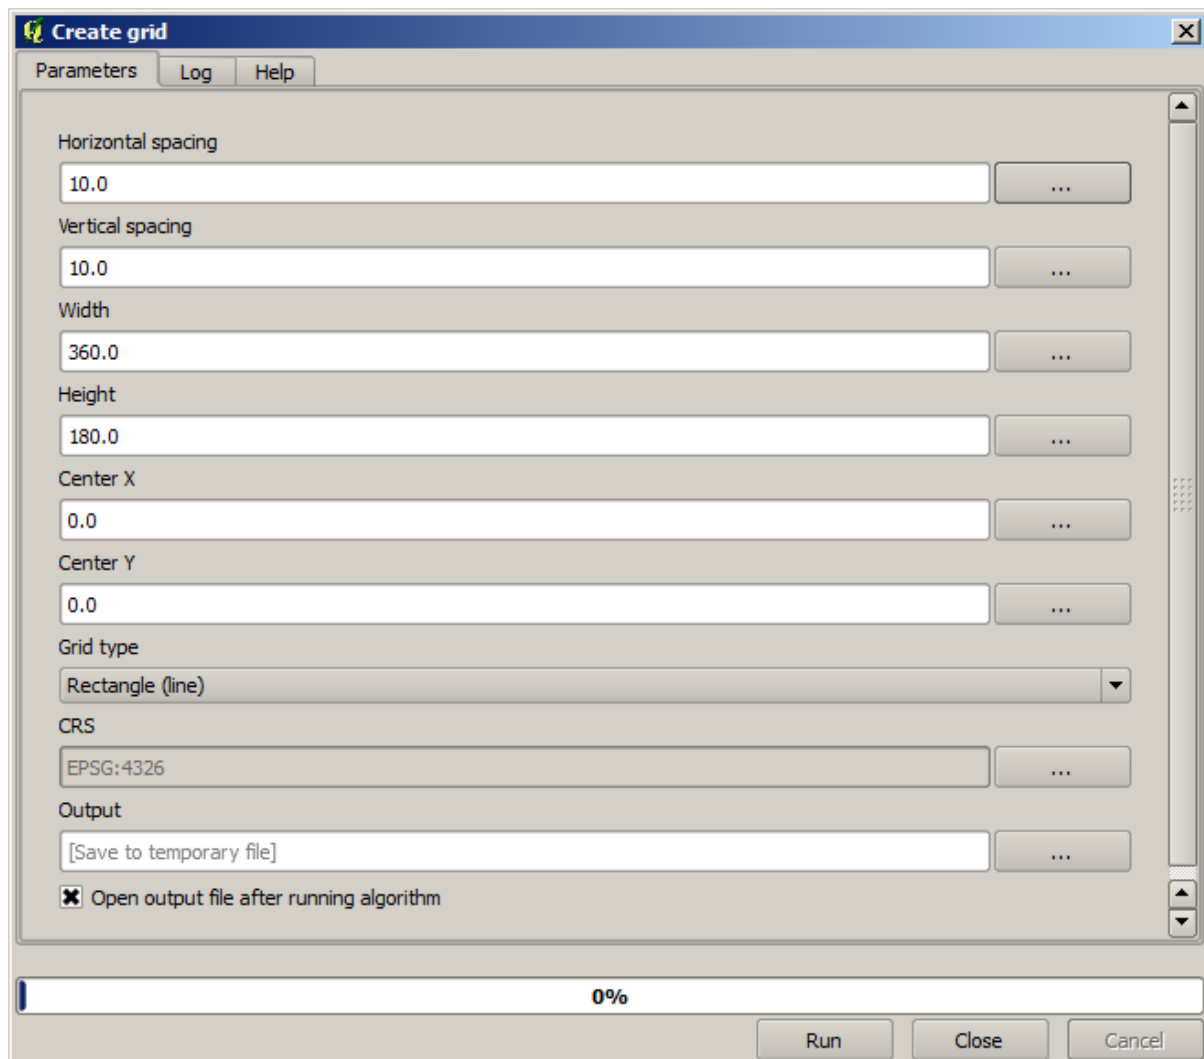 Create grid
Parameters Log Help
Horizontal spacing
10.0 ...
Vertical spacing
10.0 ...
Width
360.0 ...
Height
180.0 ...
Center X
0.0 ...
Center Y
0.0 ...
Grid type
Rectangle (line)
CRS
EPSG:4326 ...
Output
[Save to temporary file] ...
Open output file after running algorithm
0%
Run Close Cancel